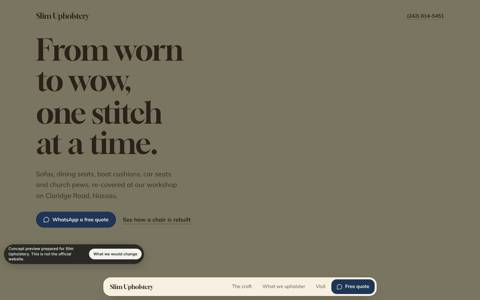 Slim Upholstery
(242) 814-5451
From worn
to wow,
one stitch
at a time.
Sofas, dining seats, boat cushions, car seats
and church pews, re-covered at our workshop
on Claridge Road, Nassau.
WhatsApp a free quote
See how a chair is rebuilt
Concept preview prepared for Slim
Upholstery. This is not the official
website.
What we would change
Slim Upholstery
The craft
What we upholster
Visit
Free quote